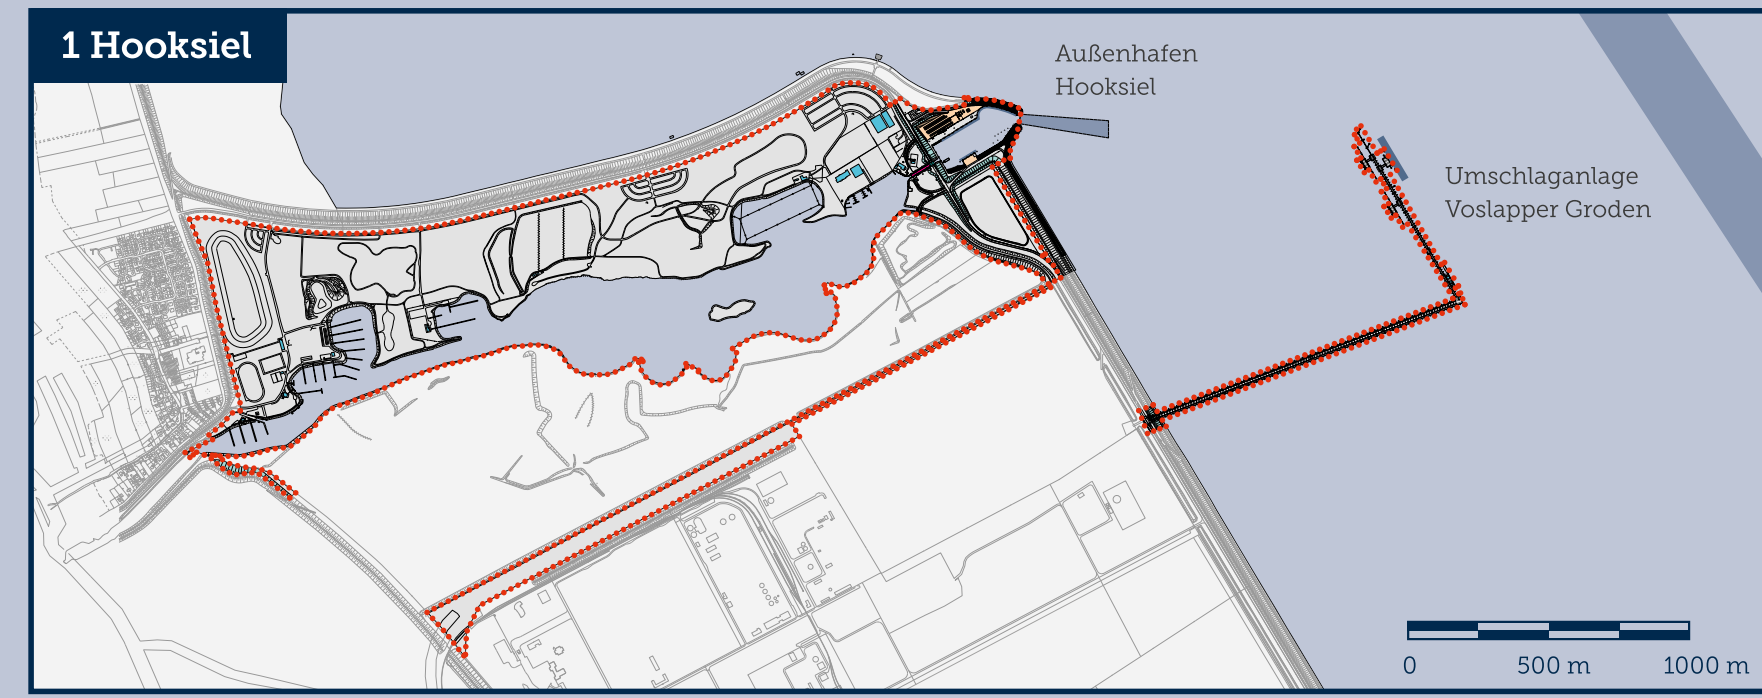 1 Hooksiel
Außenhafen
Hooksiel
Umschlaganlage
Voslapper Groden
0 500 m 1000 m